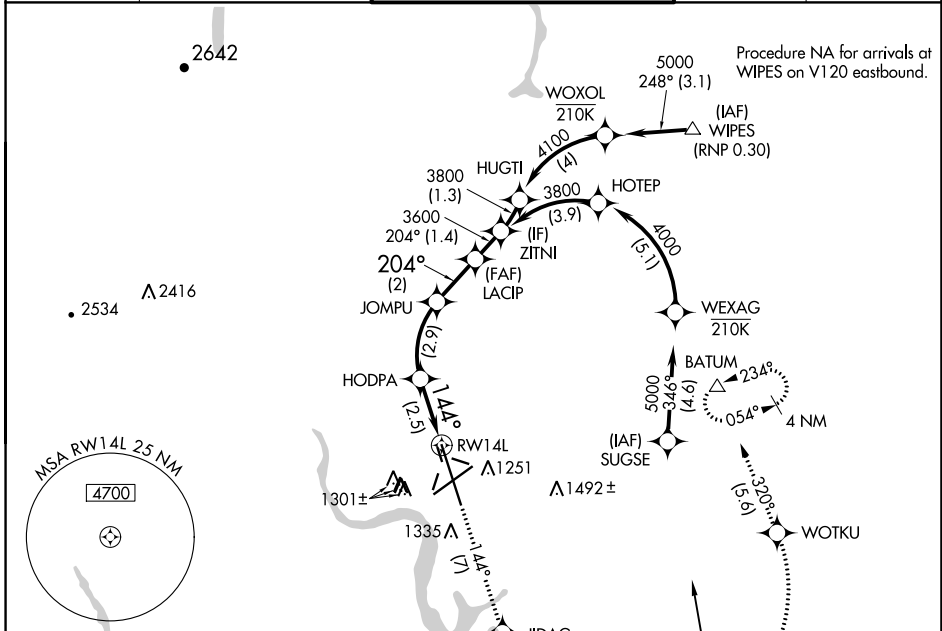 2642
Procedure NA for arrivals at
WIPES on V120 eastbound.
5000
248° (3.1)
WOXOL
210K
(IAF)
WIPES
(RNP 0.30)
4100
(4)
HUGTI
3800
(1.3)
HOTEP
3800
(3.9)
3600
204° (1.4)
(IF)
ZITNI
4000
(5.1)
204°
(2)
(FAF)
LACIP
2416
2534
JOMPU
WEXAG
210K
(2.9)
BATUM
234°
HODPA
144°
(2.5)
5000
346°
(4.6)
054°
4 NM
(IAF)
SUGSE
RW14L
MSA RW14L 25 NM
4700
1251
1301±
1492±
320°
(5.6)
1335
144°
(7)
WOTKU